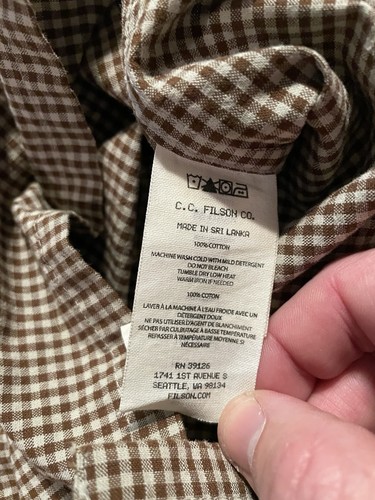 C.C. FILSON CO.
MADE IN SRI LANKA
100% COTTON
MACHINE WASH COLD WITH MILD DETERGENT
DO NOT BLEACH
TUMBLE DRY LOW HEAT
WARM IRON IF NEEDED
100% COTON
LAVER À LA MACHINE À L'EAU FROIDE AVEC UN
DÉTERGENT DOUX
NE PAS UTILISER D'AGENT DE BLANCHIMENT
SÉCHER PAR CULBUTAGE À BASSE TEMPÉRATURE
REPASSER À TEMPÉRATURE MOYENNE SI
NÉCESSAIRE
RN 39126
1741 1ST AVENUE S
SEATTLE, WA 98134
FILSON.COM